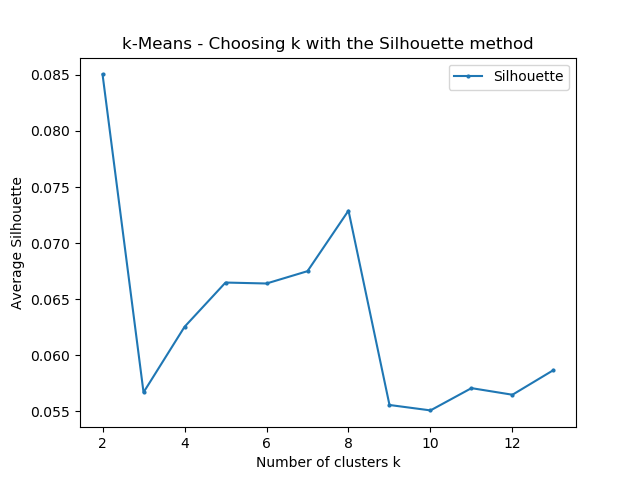 k-Means - Choosing k with the Silhouette method
Silhouette
0.085
0.080
0.075
0.070
0.065
0.060
0.055
Average Silhouette
2 4 6 8 10 12
Number of clusters k